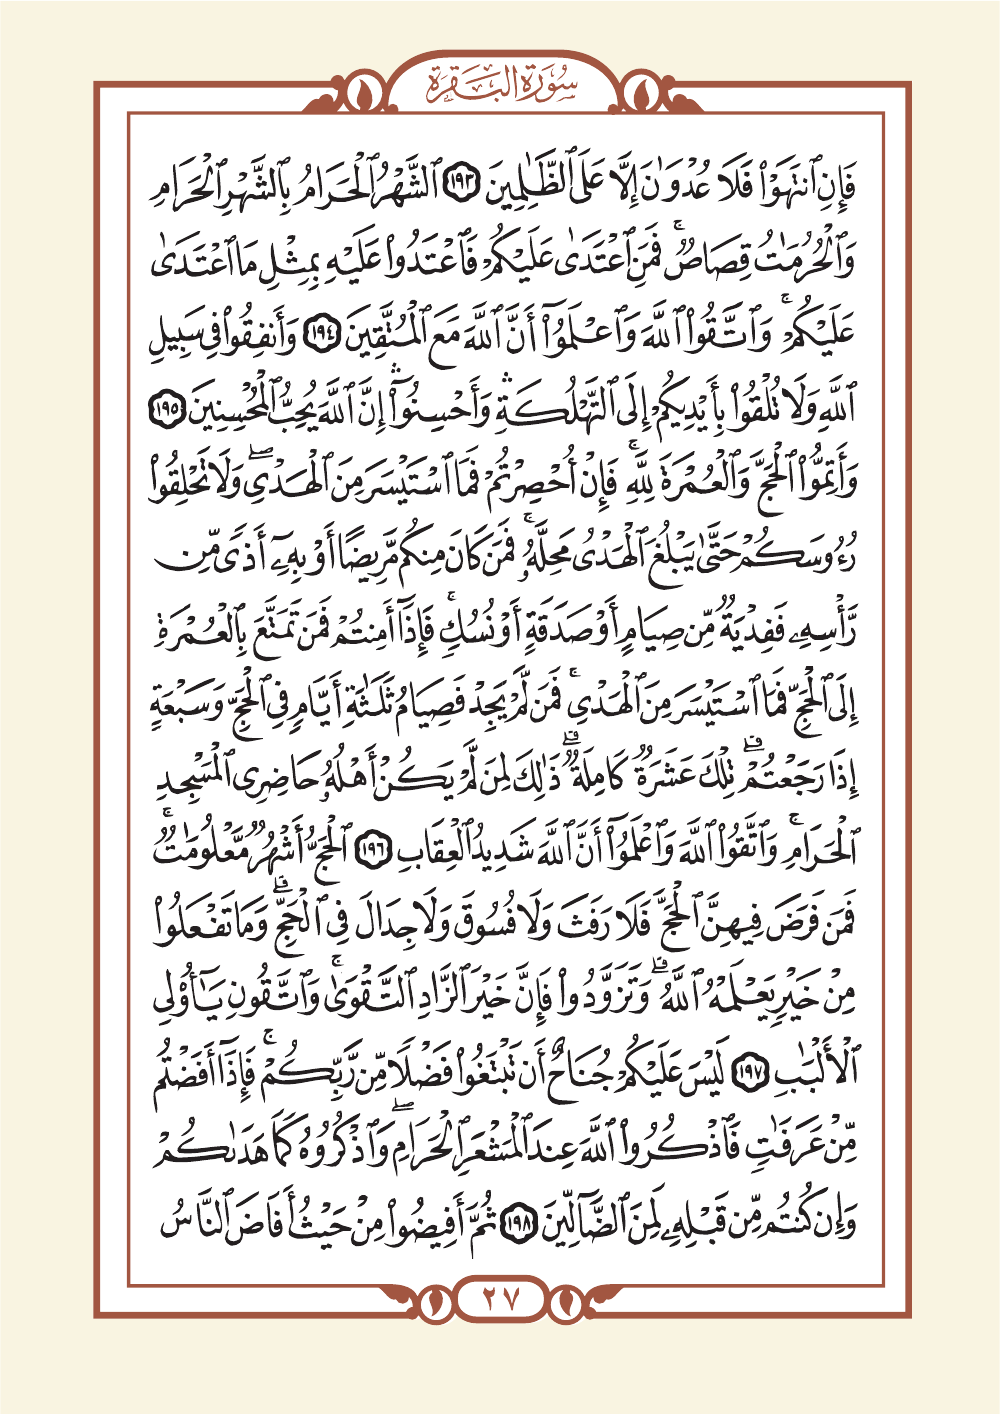 سُورَةُ البَقَرَةِ
فَإِنِ ٱنتَهَوۡاْ فَلَا عُدۡوَٰنَ إِلَّا عَلَى ٱلظَّـٰلِمِينَ ١٩٣ ٱلشَّهۡرُ ٱلۡحَرَامُ بِٱلشَّهۡرِ ٱلۡحَرَامِ
وَٱلۡحُرُمَـٰتُ قِصَاصٞۚ فَمَنِ ٱعۡتَدَىٰ عَلَيۡكُمۡ فَٱعۡتَدُواْ عَلَيۡهِ بِمِثۡلِ مَا ٱعۡتَدَىٰ
عَلَيۡكُمۡۚ وَٱتَّقُواْ ٱللَّهَ وَٱعۡلَمُوٓاْ أَنَّ ٱللَّهَ مَعَ ٱلۡمُتَّقِينَ ١٩٤ وَأَنفِقُواْ فِي سَبِيلِ
ٱللَّهِ وَلَا تُلۡقُواْ بِأَيۡدِيكُمۡ إِلَى ٱلتَّهۡلُكَةِۛ وَأَحۡسِنُوٓاْۛ إِنَّ ٱللَّهَ يُحِبُّ ٱلۡمُحۡسِنِينَ ١٩٥
وَأَتِمُّواْ ٱلۡحَجَّ وَٱلۡعُمۡرَةَ لِلَّهِۚ فَإِنۡ أُحۡصِرۡتُمۡ فَمَا ٱسۡتَيۡسَرَ مِنَ ٱلۡهَدۡيِۖ وَلَا تَحۡلِقُواْ
رُءُوسَكُمۡ حَتَّىٰ يَبۡلُغَ ٱلۡهَدۡيُ مَحِلَّهُۥۚ فَمَن كَانَ مِنكُم مَّرِيضًا أَوۡ بِهِۦٓ أَذٗى مِّن
رَّأۡسِهِۦ فَفِدۡيَةٞ مِّن صِيَامٍ أَوۡ صَدَقَةٍ أَوۡ نُسُكٖۚ فَإِذَآ أَمِنتُمۡ فَمَن تَمَتَّعَ بِٱلۡعُمۡرَةِ
إِلَى ٱلۡحَجِّ فَمَا ٱسۡتَيۡسَرَ مِنَ ٱلۡهَدۡيِۚ فَمَن لَّمۡ يَجِدۡ فَصِيَامُ ثَلَـٰثَةِ أَيَّامٖ فِي ٱلۡحَجِّ وَسَبۡعَةٍ
إِذَا رَجَعۡتُمۡۗ تِلۡكَ عَشَرَةٞ كَامِلَةٞۗ ذَٰلِكَ لِمَن لَّمۡ يَكُنۡ أَهۡلُهُۥ حَاضِرِي ٱلۡمَسۡجِدِ
ٱلۡحَرَامِۚ وَٱتَّقُواْ ٱللَّهَ وَٱعۡلَمُوٓاْ أَنَّ ٱللَّهَ شَدِيدُ ٱلۡعِقَابِ ١٩٦ ٱلۡحَجُّ أَشۡهُرٞ مَّعۡلُومَـٰتٞۚ
فَمَن فَرَضَ فِيهِنَّ ٱلۡحَجَّ فَلَا رَفَثَ وَلَا فُسُوقَ وَلَا جِدَالَ فِي ٱلۡحَجِّۗ وَمَا تَفۡعَلُواْ
مِنۡ خَيۡرٖ يَعۡلَمۡهُ ٱللَّهُۗ وَتَزَوَّدُواْ فَإِنَّ خَيۡرَ ٱلزَّادِ ٱلتَّقۡوَىٰۚ وَٱتَّقُونِ يَـٰٓأُوْلِي
ٱلۡأَلۡبَـٰبِ ١٩٧ لَيۡسَ عَلَيۡكُمۡ جُنَاحٌ أَن تَبۡتَغُواْ فَضۡلٗا مِّن رَّبِّكُمۡۚ فَإِذَآ أَفَضۡتُم
مِّنۡ عَرَفَـٰتٖ فَٱذۡكُرُواْ ٱللَّهَ عِندَ ٱلۡمَشۡعَرِ ٱلۡحَرَامِۖ وَٱذۡكُرُوهُ كَمَا هَدَىٰكُمۡ
وَإِن كُنتُم مِّن قَبۡلِهِۦ لَمِنَ ٱلضَّآلِّينَ ١٩٨ ثُمَّ أَفِيضُواْ مِنۡ حَيۡثُ أَفَاضَ ٱلنَّاسُ
٢٧